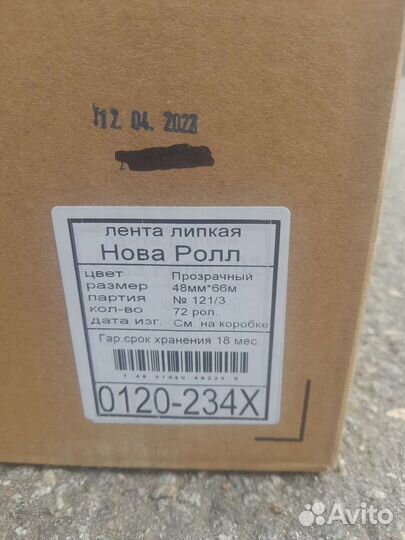 12. 04. 2022
лента липкая
Нова Ролл
цвет Прозрачный
размер 48мм*66м
партия № 121/3
кол-во 72 рол.
дата изг. См. на коробке
Гар.срок хранения 18 мес.
0120-234X
Avito